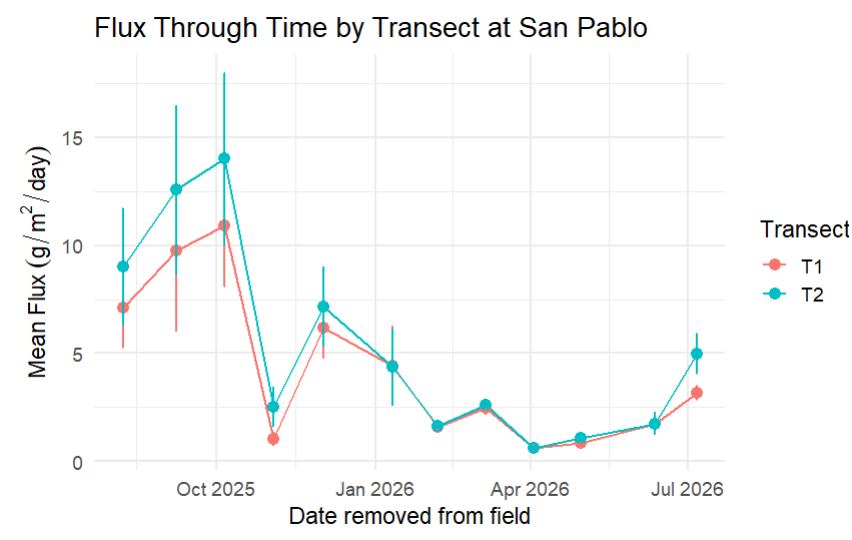 Flux Through Time by Transect at San Pablo
Mean Flux (g/m²/day)
15
10
5
0
Oct 2025
Jan 2026
Apr 2026
Jul 2026
Date removed from field
Transect
T1
T2